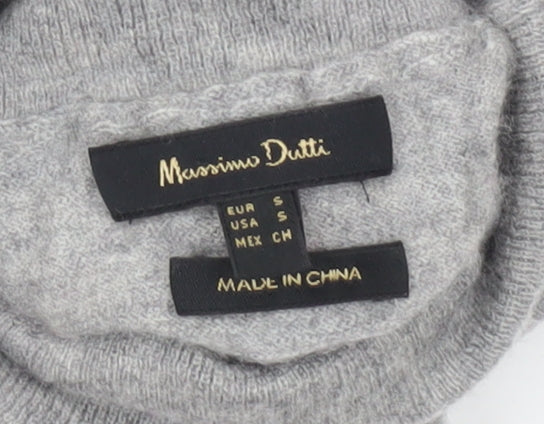 Massimo Dutti
EUR S
USA S
MEX CH
MADE IN CHINA